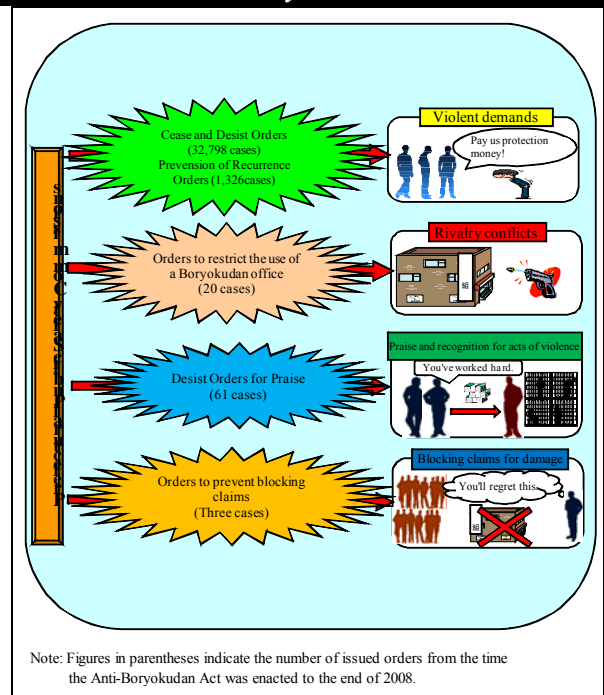 Cease and Desist Orders
(32,798 cases)
Prevention of Recurrence
Orders (1,326cases)
Violent demands
Pay us protection
money!
Orders to restrict the use of
a Boryokudan office
(20 cases)
Rivalry conflicts
組
Desist Orders for Praise
(61 cases)
Praise and recognition for acts of violence
You've worked hard.
Orders to prevent blocking
claims
(Three cases)
Blocking claims for damage
You'll regret this.
組
Note: Figures in parentheses indicate the number of issued orders from the time
the Anti-Boryokudan Act was enacted to the end of 2008.